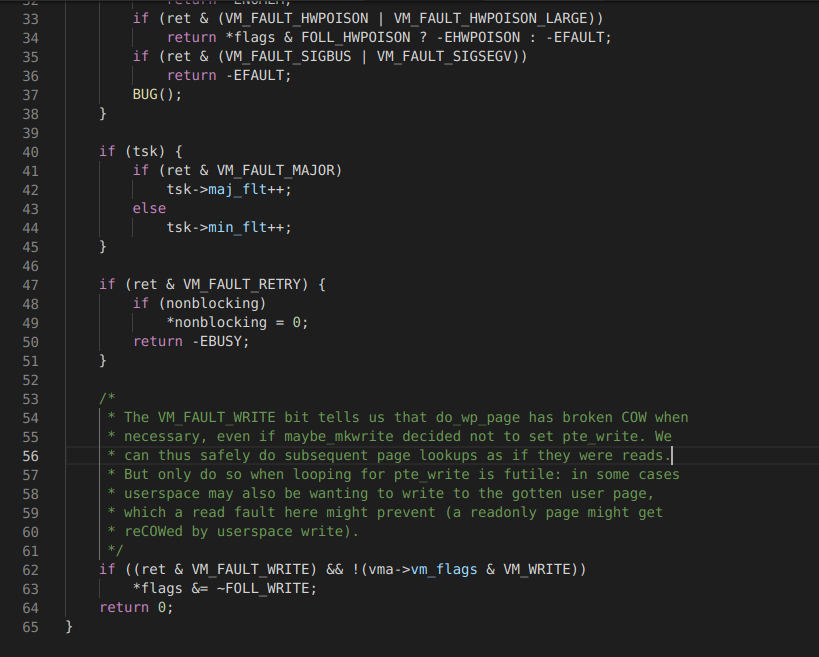 33 if (ret & (VM_FAULT_HWPOISON | VM_FAULT_HWPOISON_LARGE))
34 return *flags & FOLL_HWPOISON ? -EHWPOISON : -EFAULT;
35 if (ret & (VM_FAULT_SIGBUS | VM_FAULT_SIGSEGV))
36 return -EFAULT;
37 BUG();
38 }
39
40 if (tsk) {
41 if (ret & VM_FAULT_MAJOR)
42 tsk->maj_flt++;
43 else
44 tsk->min_flt++;
45 }
46
47 if (ret & VM_FAULT_RETRY) {
48 if (nonblocking)
49 *nonblocking = 0;
50 return -EBUSY;
51 }
52
53 /*
54 * The VM_FAULT_WRITE bit tells us that do_wp_page has broken COW when
55 * necessary, even if maybe_mkwrite decided not to set pte_write. We
56 * can thus safely do subsequent page lookups as if they were reads.
57 * But only do so when looping for pte_write is futile: in some cases
58 * userspace may also be wanting to write to the gotten user page,
59 * which a read fault here might prevent (a readonly page might get
60 * reCOWed by userspace write).
61 */
62 if ((ret & VM_FAULT_WRITE) && !(vma->vm_flags & VM_WRITE))
63 *flags &= ~FOLL_WRITE;
64 return 0;
65 }